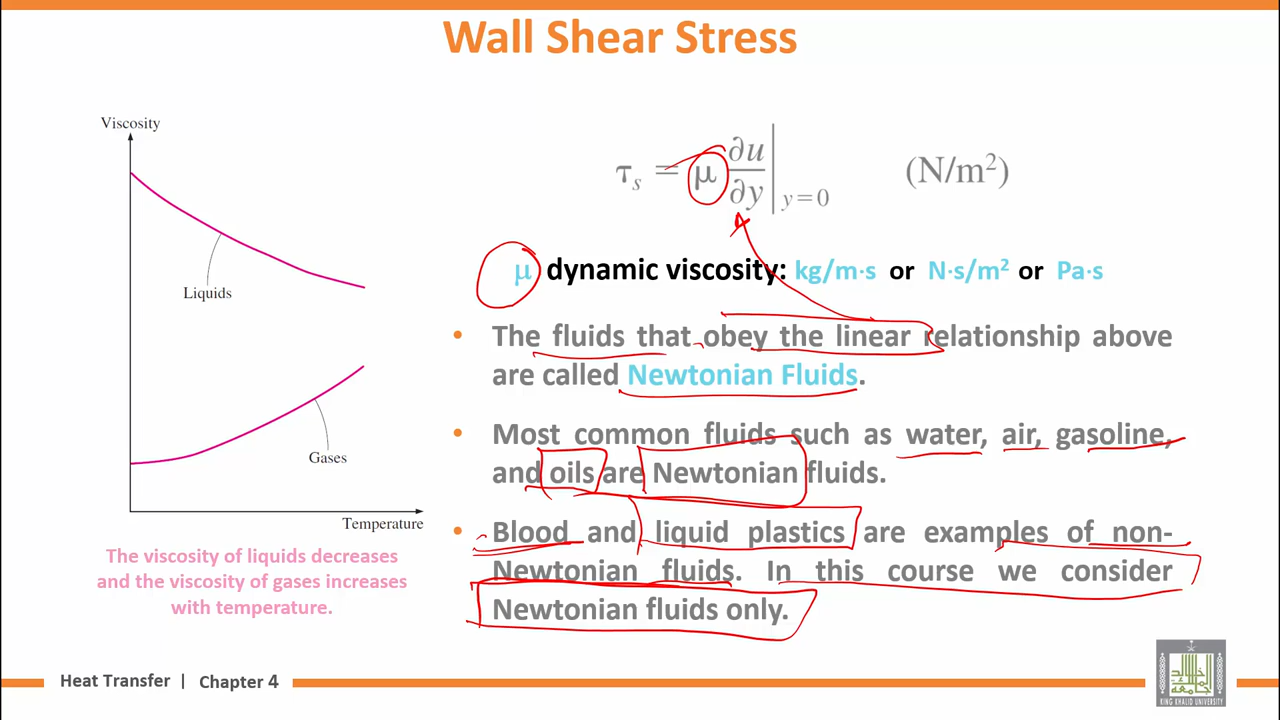 Wall Shear Stress
Viscosity
Liquids
Gases
Temperature
The viscosity of liquids decreases
and the viscosity of gases increases
with temperature.
τₛ = μ ∂u/∂y |y=0 (N/m²)
μ dynamic viscosity: kg/m·s or N·s/m² or Pa·s
• The fluids that obey the linear relationship above
are called Newtonian Fluids.
• Most common fluids such as water, air, gasoline,
and oils are Newtonian fluids.
• Blood and liquid plastics are examples of non-
Newtonian fluids. In this course we consider
Newtonian fluids only.
Heat Transfer | Chapter 4
KING KHALID UNIVERSITY